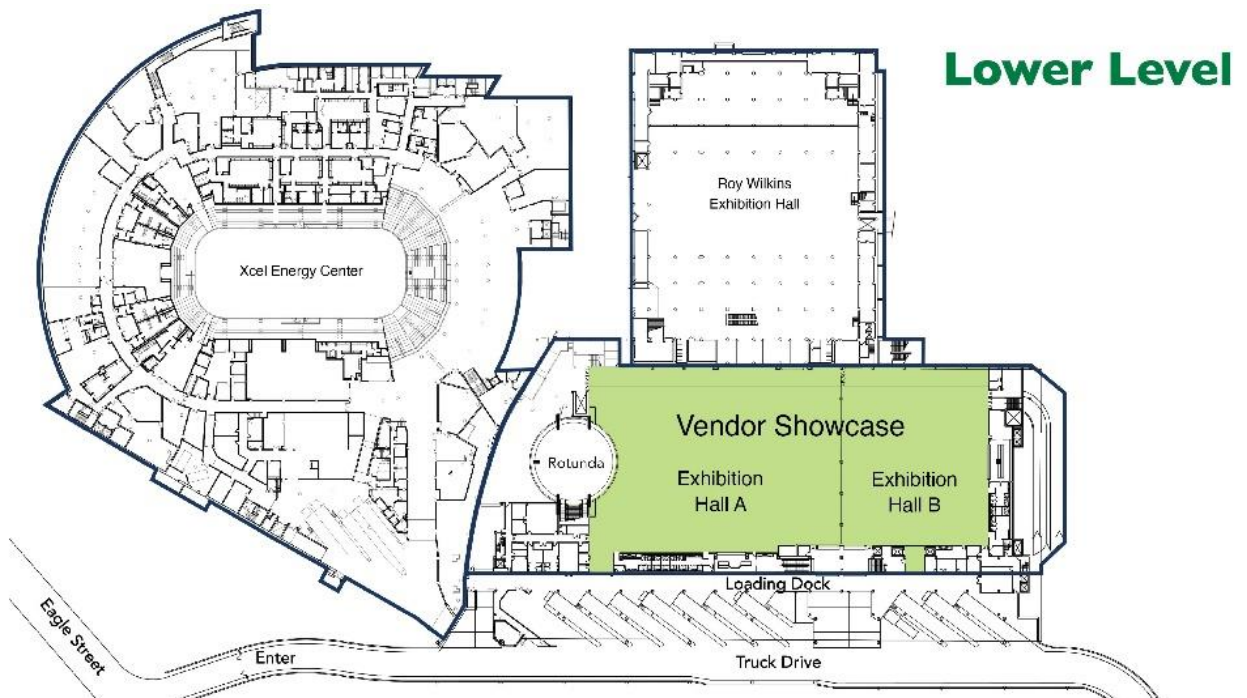 Lower Level
Roy Wilkins
Exhibition Hall
Xcel Energy Center
Vendor Showcase
Rotunda
Exhibition
Hall A
Exhibition
Hall B
Loading Dock
Eagle Street
Enter
Truck Drive